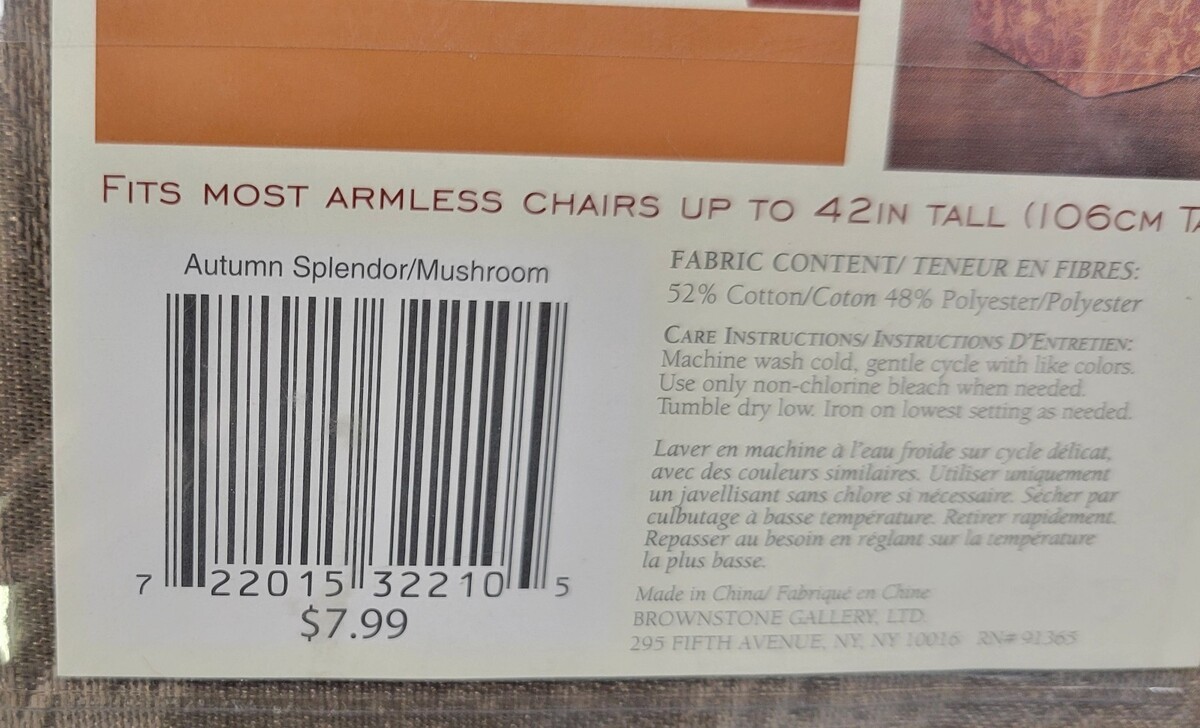 FITS MOST ARMLESS CHAIRS UP TO 42IN TALL (106CM
Autumn Splendor/Mushroom
7 22015 32210 5
$7.99
FABRIC CONTENT/ TENEUR EN FIBRES:
52% Cotton/Coton 48% Polyester/Polyester
CARE INSTRUCTIONS/ INSTRUCTIONS D'ENTRETIEN:
Machine wash cold, gentle cycle with like colors.
Use only non-chlorine bleach when needed.
Tumble dry low. Iron on lowest setting as needed.
Laver en machine à l'eau froide sur cycle délicat,
avec des couleurs similaires. Utiliser uniquement
un javellisant sans chlore si nécessaire. Sécher par
culbutage à basse température. Retirer rapidement.
Repasser au besoin en réglant sur la température
la plus basse.
Made in China/ Fabriqué en Chine
BROWNSTONE GALLERY, LTD.
295 FIFTH AVENUE, NY, NY 10016 RN# 91365